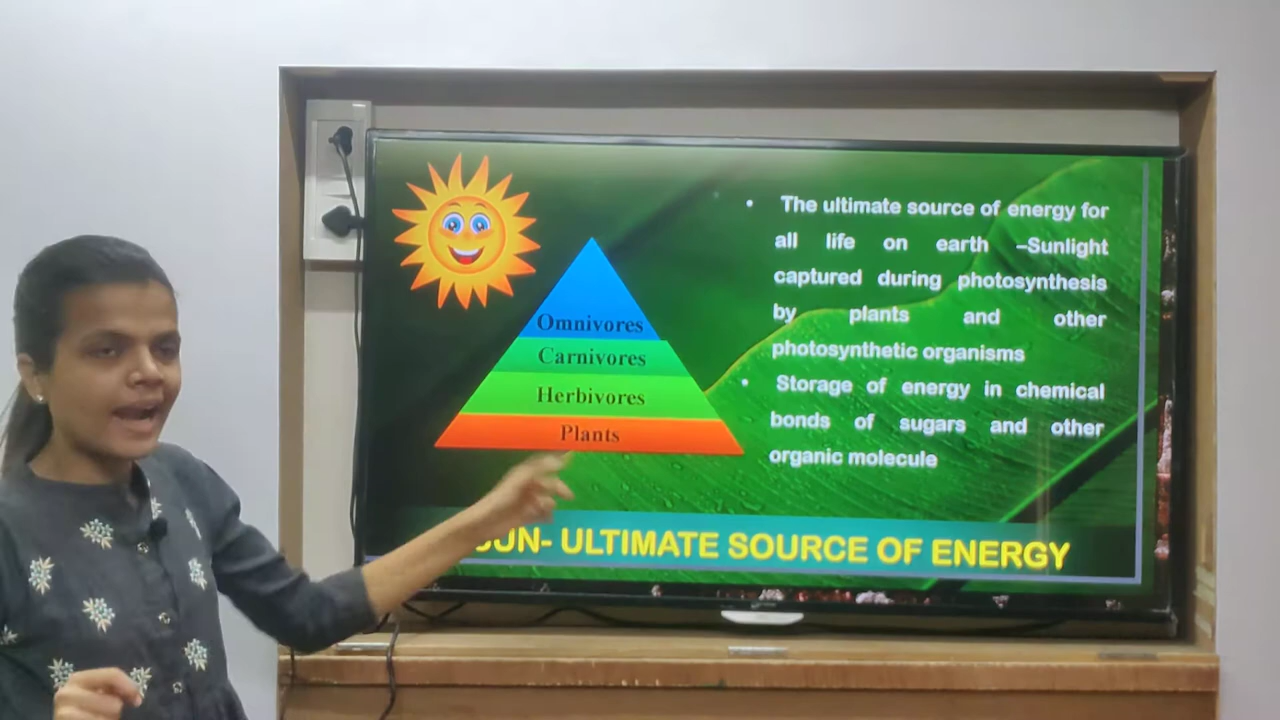 Omnivores
Carnivores
Herbivores
Plants
• The ultimate source of energy for
all life on earth –Sunlight
captured during photosynthesis
by plants and other
photosynthetic organisms
• Storage of energy in chemical
bonds of sugars and other
organic molecule
SUN- ULTIMATE SOURCE OF ENERGY